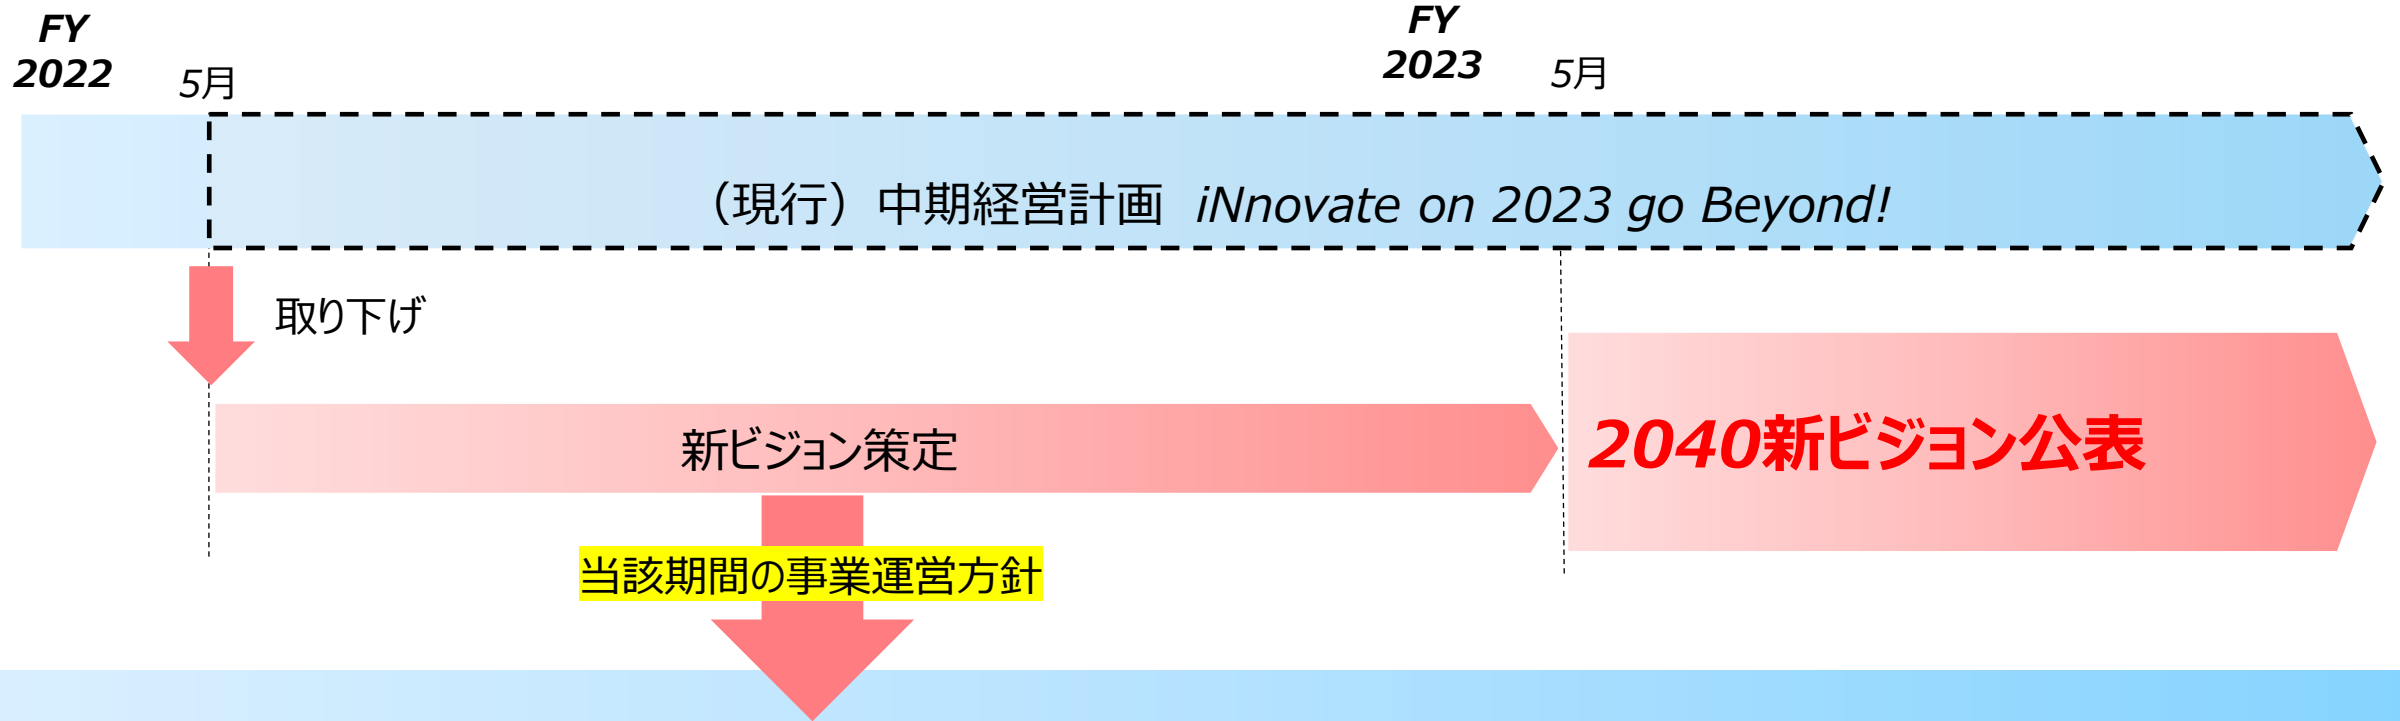 FY
2022
5月
FY
2023
5月
（現行）中期経営計画 iNnovate on 2023 go Beyond!
取り下げ
新ビジョン策定
2040新ビジョン公表
当該期間の事業運営方針